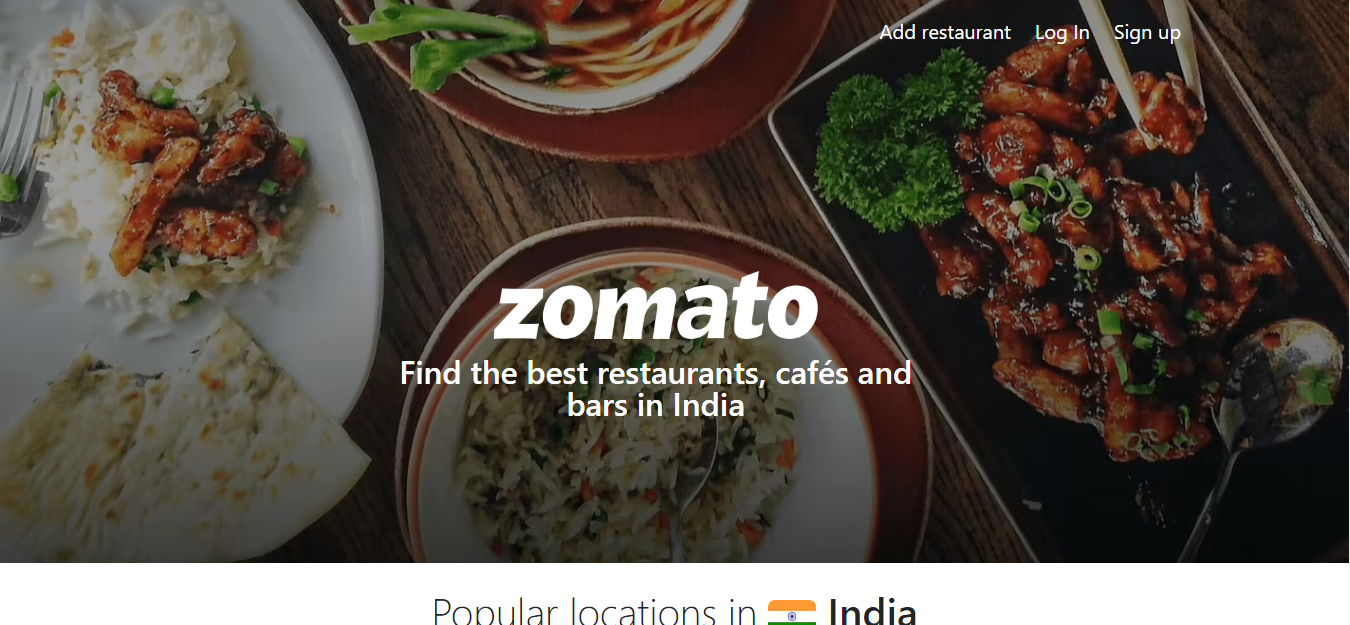 Add restaurant Log In Sign up
zomato
Find the best restaurants, cafés and
bars in India
Popular locations in India